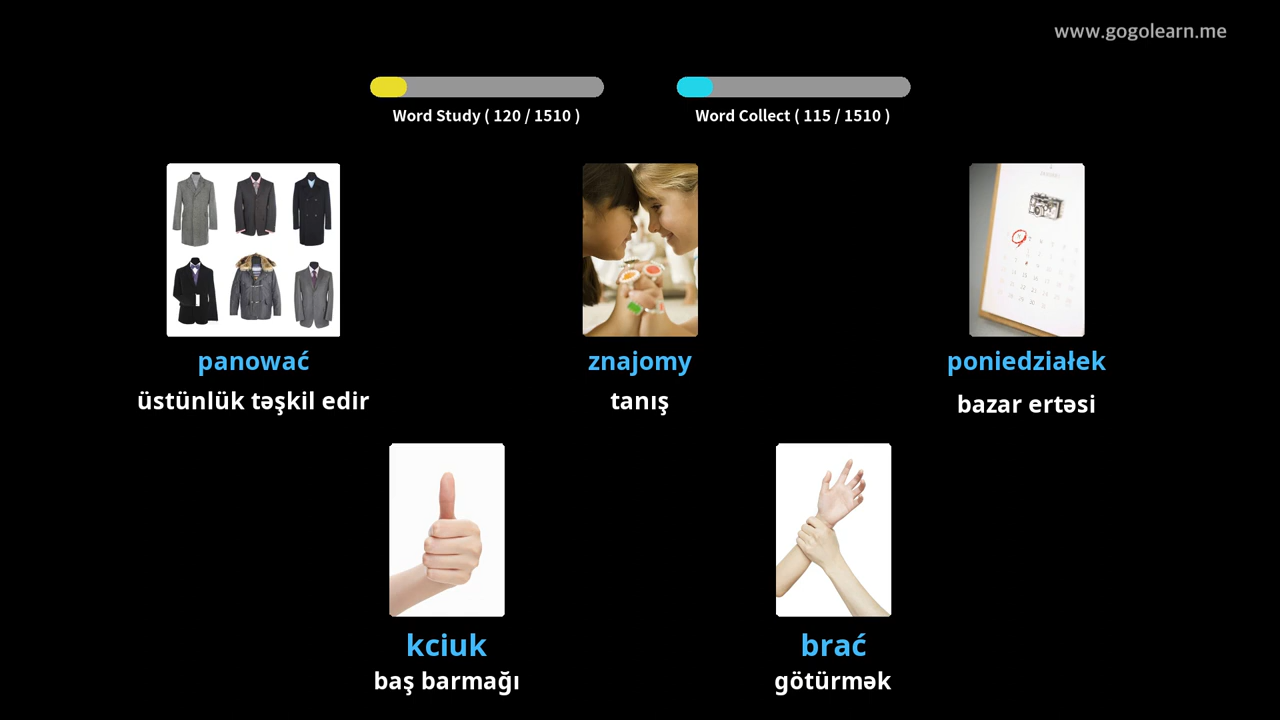 www.gogolearn.me
Word Study ( 120 / 1510 )
Word Collect ( 115 / 1510 )
panować
znajomy
poniedziałek
üstünlük təşkil edir
tanış
bazar ertəsi
kciuk
brać
baş barmağı
götürmək